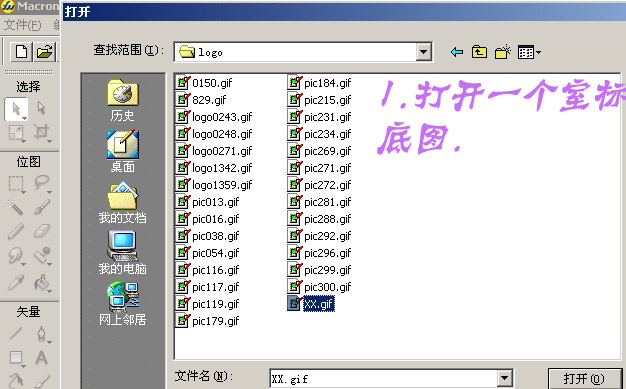 Macron
打开
文件(F)
查找范围(I):
logo
1.打开一个室标
底图.
选择
位图
矢量
历史
桌面
我的文档
我的电脑
网上邻居
0150.gif
829.gif
logo0243.gif
logo0248.gif
logo0271.gif
logo1342.gif
logo1359.gif
pic013.gif
pic016.gif
pic038.gif
pic054.gif
pic116.gif
pic117.gif
pic119.gif
pic179.gif
pic184.gif
pic215.gif
pic231.gif
pic234.gif
pic269.gif
pic271.gif
pic272.gif
pic281.gif
pic288.gif
pic292.gif
pic296.gif
pic299.gif
pic300.gif
XX.gif
文件名(N):
XX.gif
打开(O)